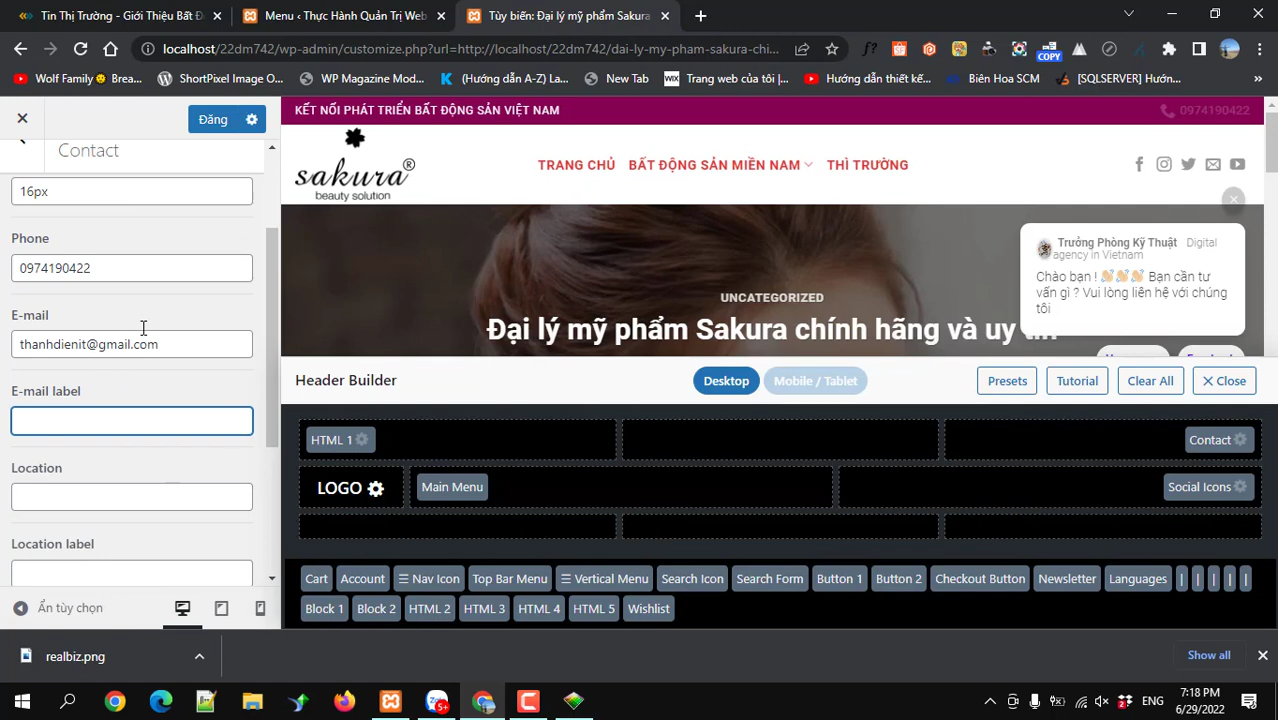 Tin Thị Trường - Giới Thiệu Bất Đ
Menu ‹ Thực Hành Quản Trị Web
Tùy biến: Đại lý mỹ phẩm Sakura
localhost/22dm742/wp-admin/customize.php?url=http://localhost/22dm742/dai-ly-my-pham-sakura-chi...
Wolf Family Brea...
ShortPixel Image O...
WP Magazine Mod...
(Hướng dẫn A-Z) La...
New Tab
Trang web của tôi |...
Hướng dẫn thiết kế...
Biên Hoa SCM
[SQLSERVER] Hướn...
COPY
Đăng
KẾT NỐI PHÁT TRIỂN BẤT ĐỘNG SẢN VIỆT NAM
0974190422
Contact
sakura®
beauty solution
TRANG CHỦ
BẤT ĐỘNG SẢN MIỀN NAM
THÌ TRƯỜNG
16px
Phone
0974190422
E-mail
thanhdienit@gmail.com
E-mail label
Location
Location label
Trưởng Phòng Kỹ Thuật Digital
agency in Vietnam
Chào bạn ! 👋🏻👋🏻👋🏻 Bạn cần tư
vấn gì ? Vui lòng liên hệ với chúng
tôi
UNCATEGORIZED
Đại lý mỹ phẩm Sakura chính hãng và uy tín
Header Builder
Desktop
Mobile / Tablet
Presets
Tutorial
Clear All
Close
HTML 1
Contact
LOGO
Main Menu
Social Icons
Cart
Account
Nav Icon
Top Bar Menu
Vertical Menu
Search Icon
Search Form
Button 1
Button 2
Checkout Button
Newsletter
Languages
| | | | |
Block 1
Block 2
HTML 2
HTML 3
HTML 4
HTML 5
Wishlist
Ẩn tùy chọn
realbiz.png
Show all
5+
ENG
7:18 PM
6/29/2022